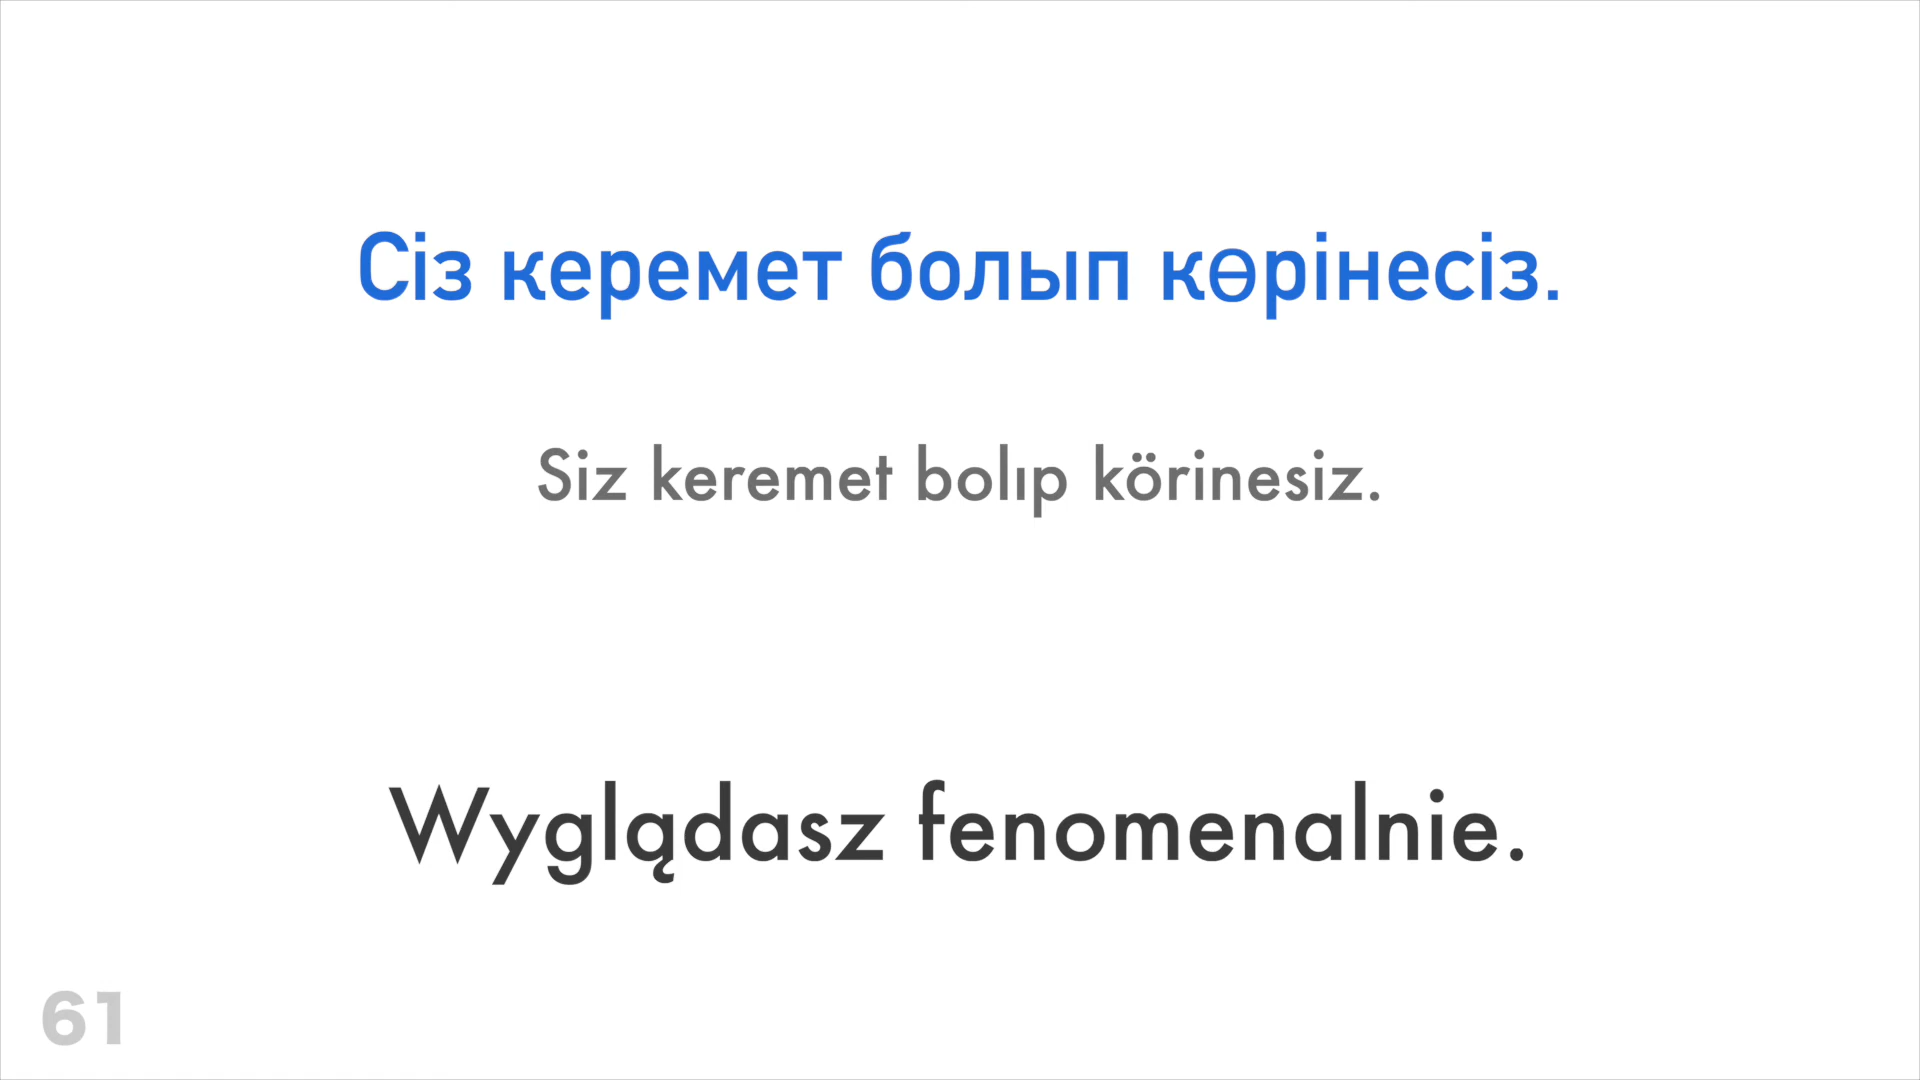 Сіз керемет болып көрінесіз.
Siz keremet bolıp körinesiz.
Wyglądasz fenomenalnie.
61